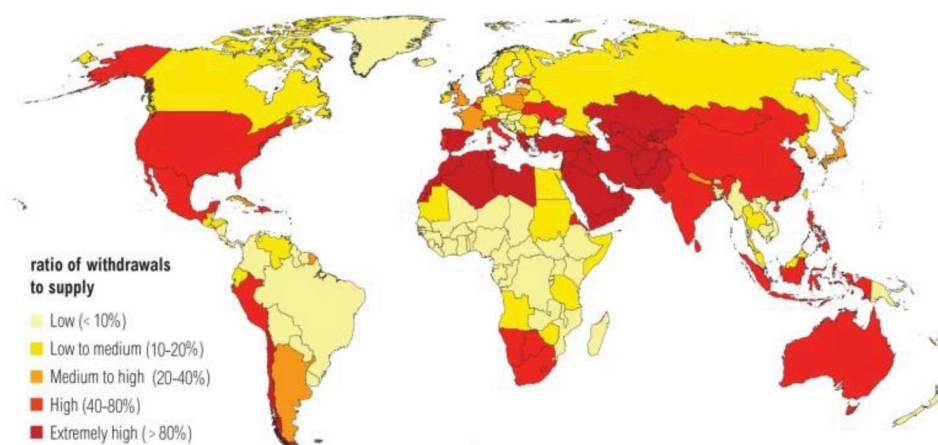 ratio of withdrawals
to supply
Low (< 10%)
Low to medium (10-20%)
Medium to high (20-40%)
High (40-80%)
Extremely high (> 80%)